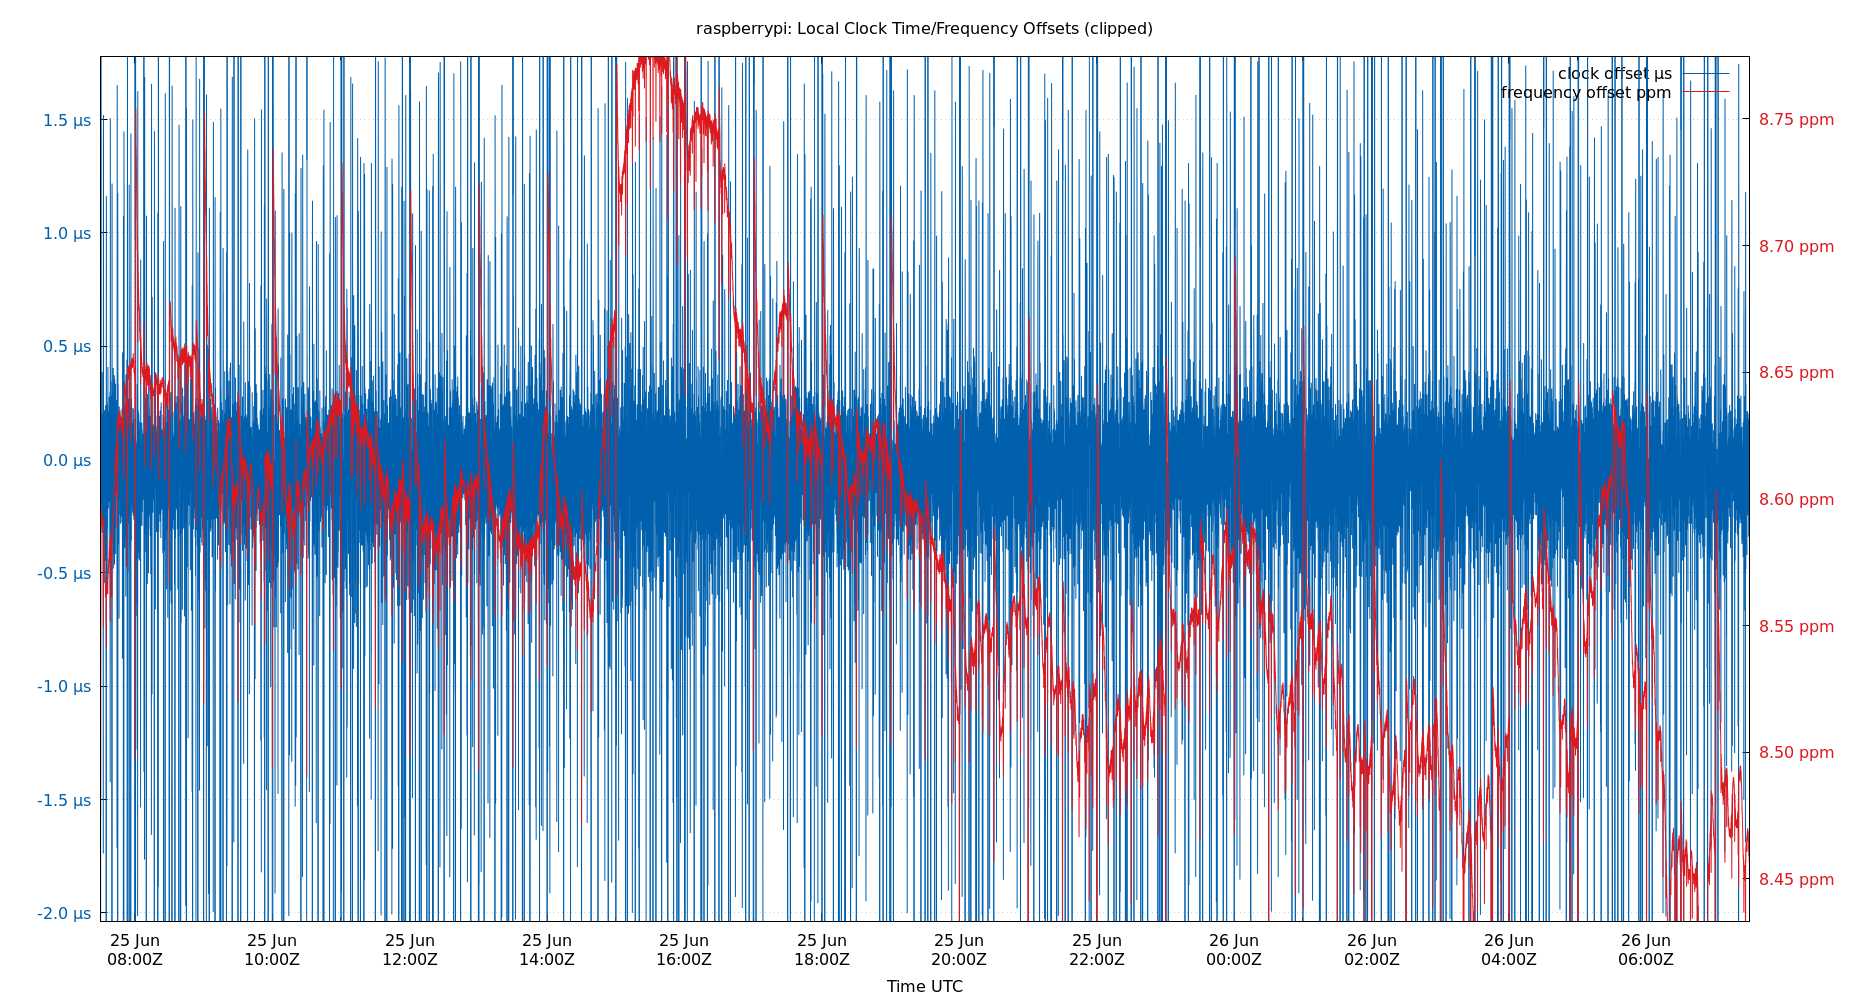 raspberrypi: Local Clock Time/Frequency Offsets (clipped)
clock offset µs
frequency offset ppm
1.5 µs
1.0 µs
0.5 µs
0.0 µs
-0.5 µs
-1.0 µs
-1.5 µs
-2.0 µs
8.75 ppm
8.70 ppm
8.65 ppm
8.60 ppm
8.55 ppm
8.50 ppm
8.45 ppm
25 Jun
08:00Z
25 Jun
10:00Z
25 Jun
12:00Z
25 Jun
14:00Z
25 Jun
16:00Z
25 Jun
18:00Z
25 Jun
20:00Z
25 Jun
22:00Z
26 Jun
00:00Z
26 Jun
02:00Z
26 Jun
04:00Z
26 Jun
06:00Z
Time UTC